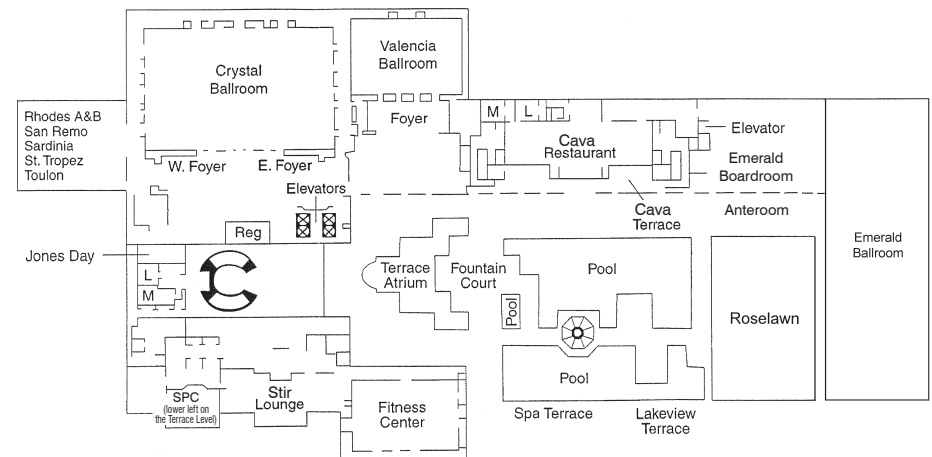 Crystal
Ballroom
Valencia
Ballroom
Rhodes A&B
San Remo
Sardinia
St. Tropez
Toulon
W. Foyer
E. Foyer
Foyer
M
L
Cava
Restaurant
Elevator
Emerald
Boardroom
Elevators
Reg
Cava
Terrace
Anteroom
Emerald
Ballroom
Jones Day
L
M
C
Terrace
Atrium
Fountain
Court
Pool
Pool
Roselawn
Pool
SPC
(lower left on
the Terrace Level)
Stir
Lounge
Fitness
Center
Spa Terrace
Lakeview
Terrace